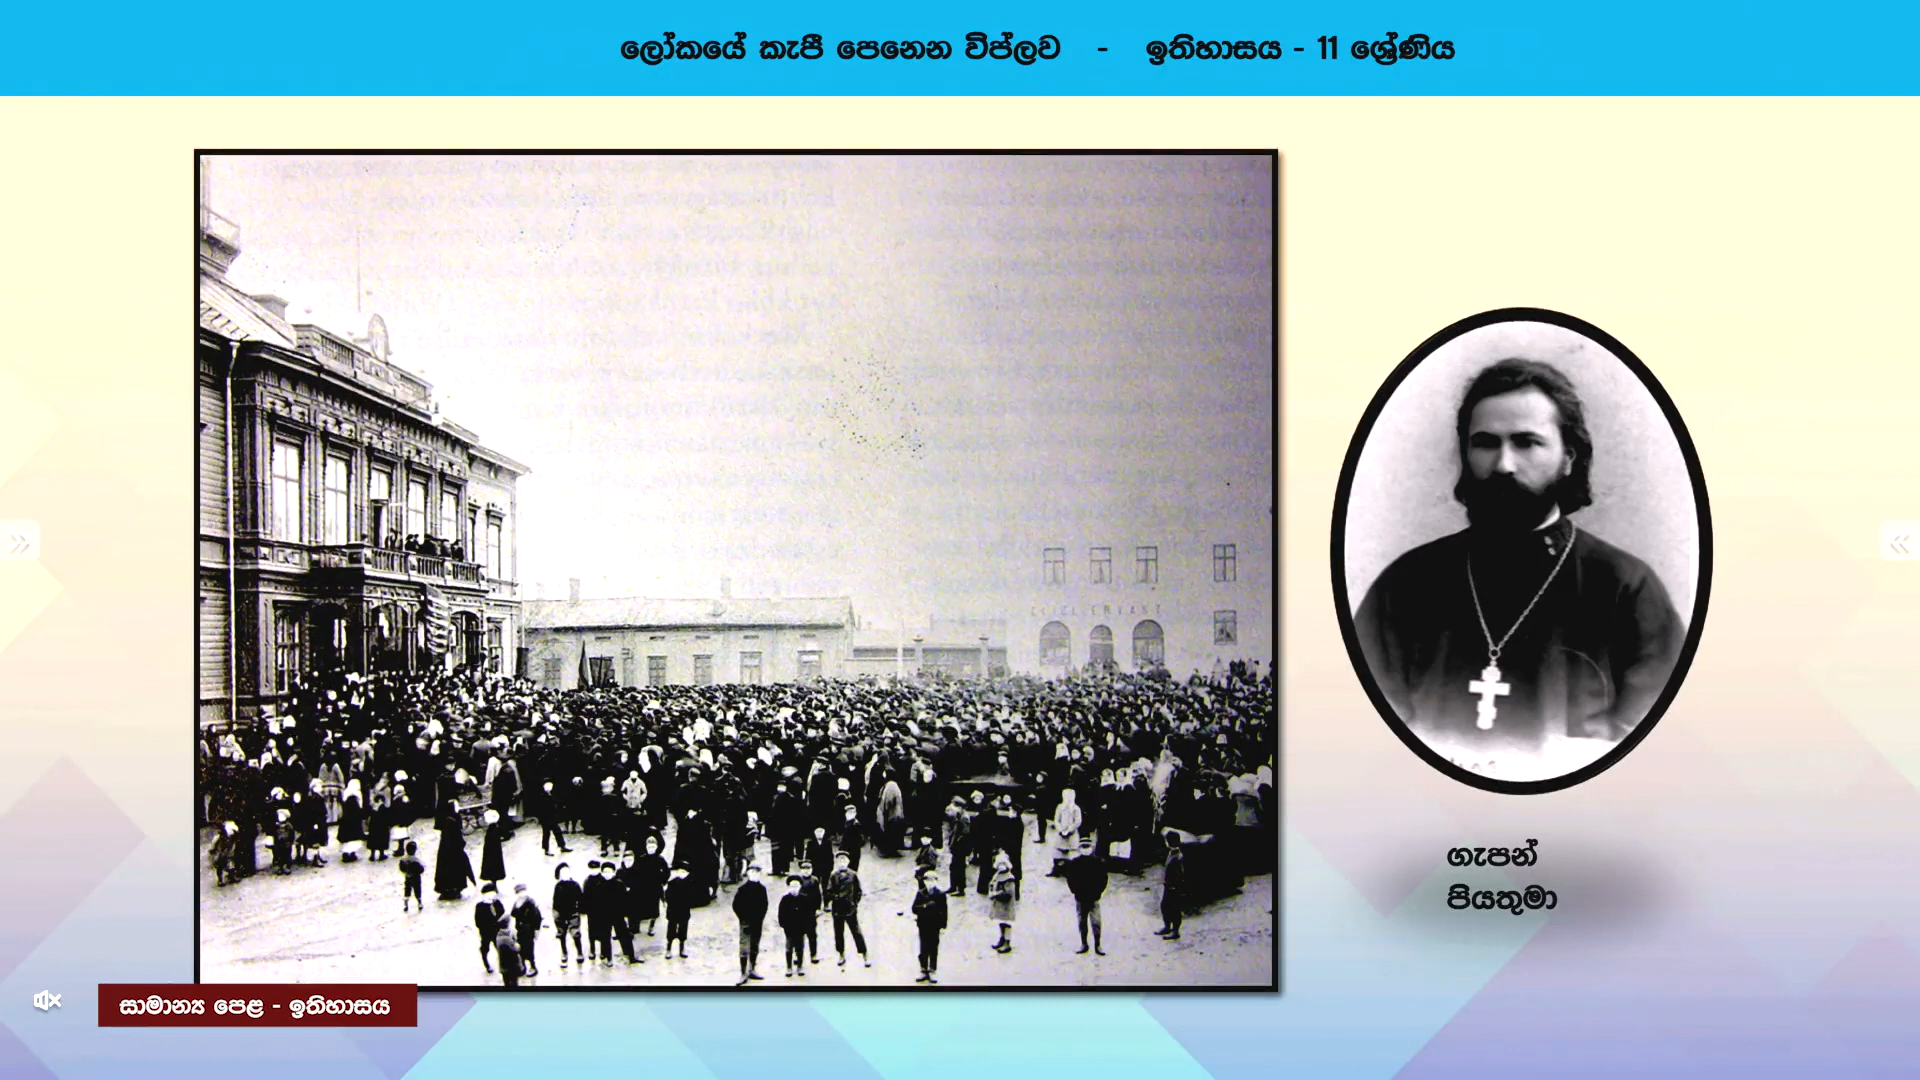 ලෝකයේ කැපී පෙනෙන විප්ලව - ඉතිහාසය - 11 ශ්‍රේණිය
ගැපන්
පියතුමා
සාමාන්‍ය පෙළ - ඉතිහාසය